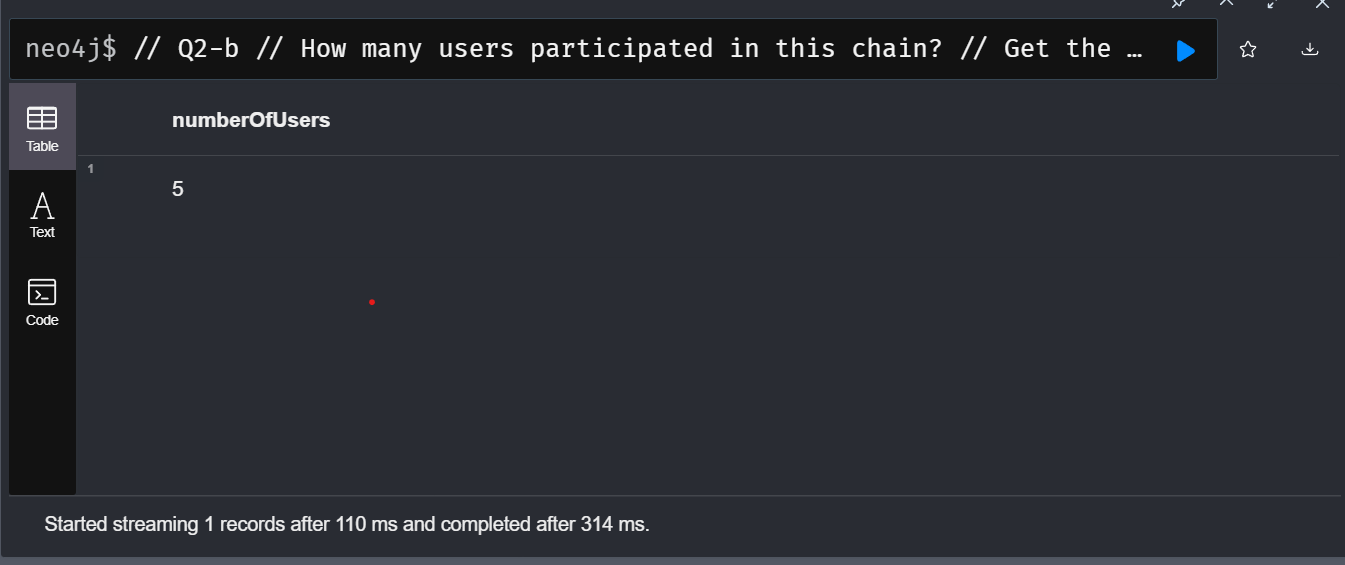 neo4j$ // Q2-b // How many users participated in this chain? // Get the …
Table
numberOfUsers
1
5
Text
Code
Started streaming 1 records after 110 ms and completed after 314 ms.